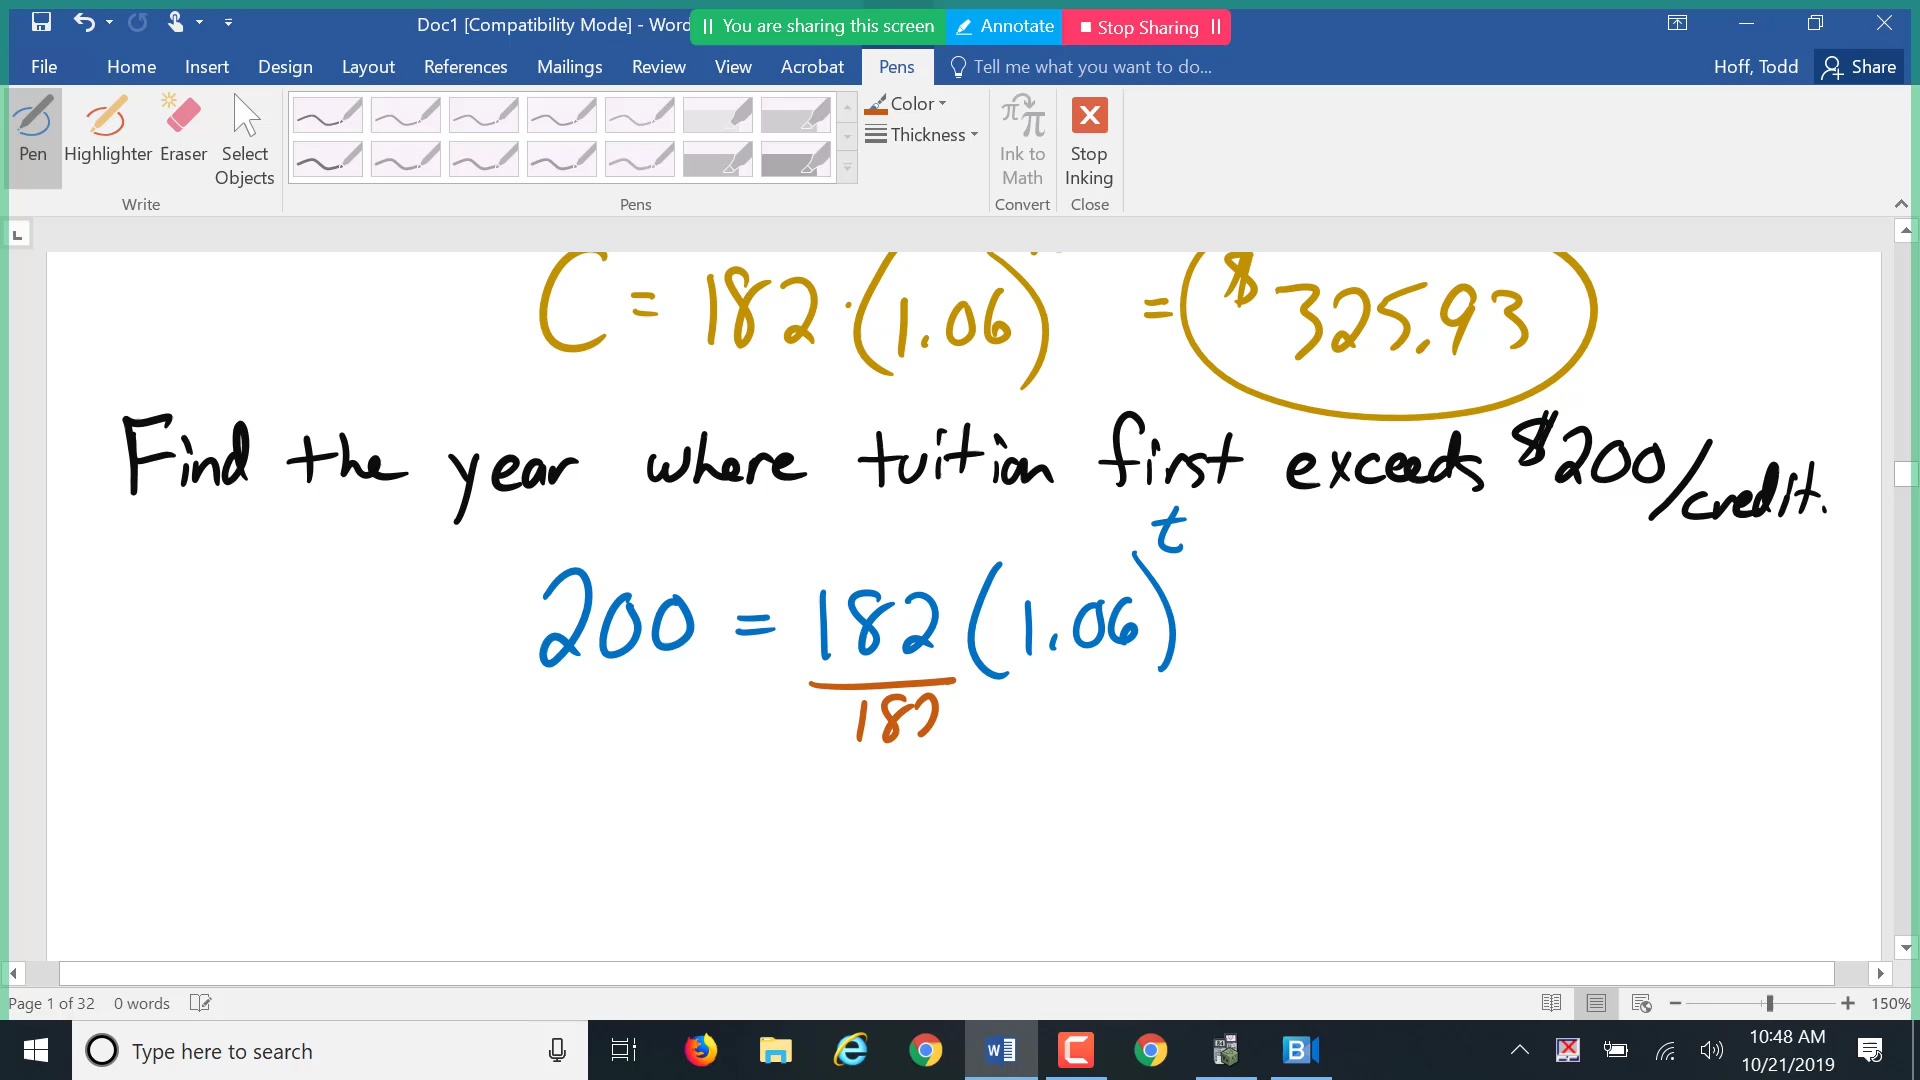 Doc1 [Compatibility Mode] - Word
You are sharing this screen
Annotate
Stop Sharing
File Home Insert Design Layout References Mailings Review View Acrobat Pens Tell me what you want to do... Hoff, Todd Share
Pen Highlighter Eraser Select Objects
Color
Thickness
Ink to Math
Stop Inking
Write Pens Convert Close
C = 182 · (1.06) = $325.93
Find the year where tuition first exceeds $200/credit.
200 = 182 (1.06)^t
182
Page 1 of 32 0 words 150%
Type here to search
10:48 AM
10/21/2019